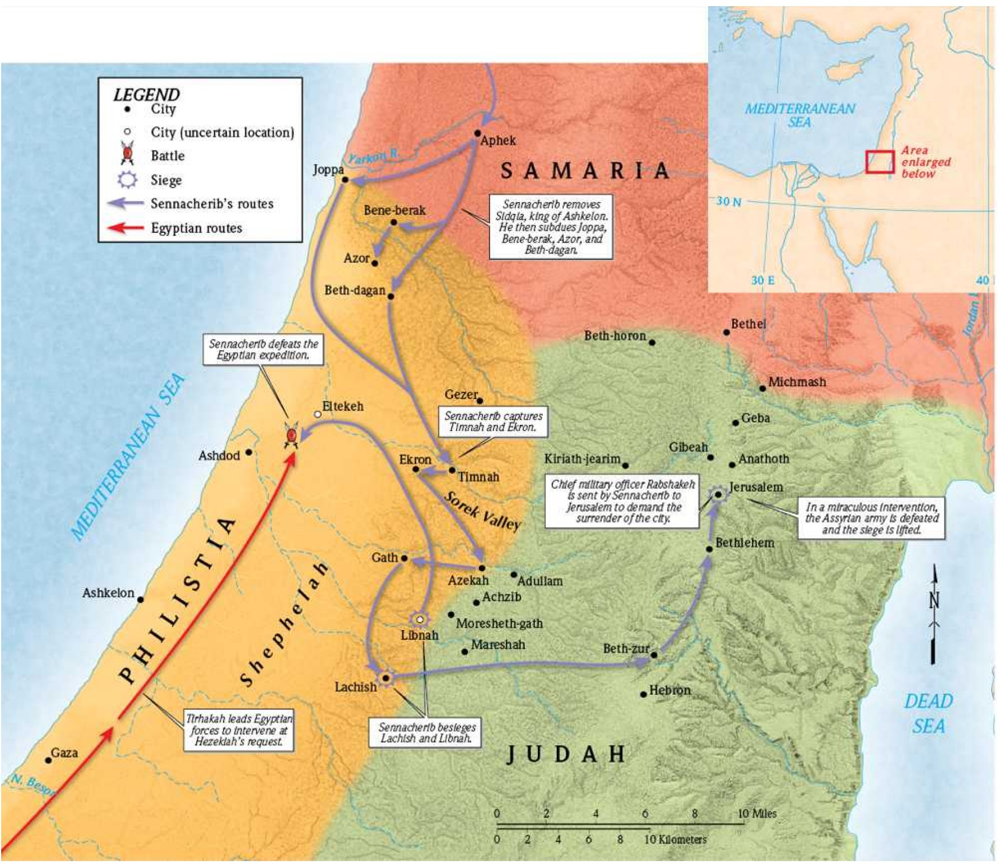 LEGEND
City
City (uncertain location)
Battle
Siege
Sennacherib's routes
Egyptian routes
MEDITERRANEAN
SEA
Area
enlarged
below
30 N
30 E
40
Aphek
Yarkon R.
Joppa
SAMARIA
Bene-berak
Sennacherib removes
Sidqia, king of Ashkelon.
He then subdues Joppa,
Bene-berak, Azor, and
Beth-dagan.
Azor
Beth-dagan
Jordan
Bethel
Beth-horon
Sennacherib defeats the
Egyptian expedition.
Michmash
MEDITERRANEAN SEA
Gezer
Eltekeh
Geba
Sennacherib captures
Timnah and Ekron.
Gibeah
Ashdod
Ekron
Kiriath-jearim
Anathoth
Timnah
Chief military officer Rabshakeh
is sent by Sennacherib to
Jerusalem to demand the
surrender of the city.
Jerusalem
Sorek Valley
In a miraculous intervention,
the Assyrian army is defeated
and the siege is lifted.
Bethlehem
Gath
PHILISTIA
Shephelah
Azekah
Adullam
N
Ashkelon
Achzib
Moresheth-gath
Libnah
Mareshah
Beth-zur
Lachish
Hebron
DEAD
SEA
Tirhakah leads Egyptian
forces to intervene at
Hezekiah's request.
Sennacherib besieges
Lachish and Libnah.
JUDAH
Gaza
N. Besor
0 2 4 6 8 10 Miles
0 2 4 6 8 10 Kilometers